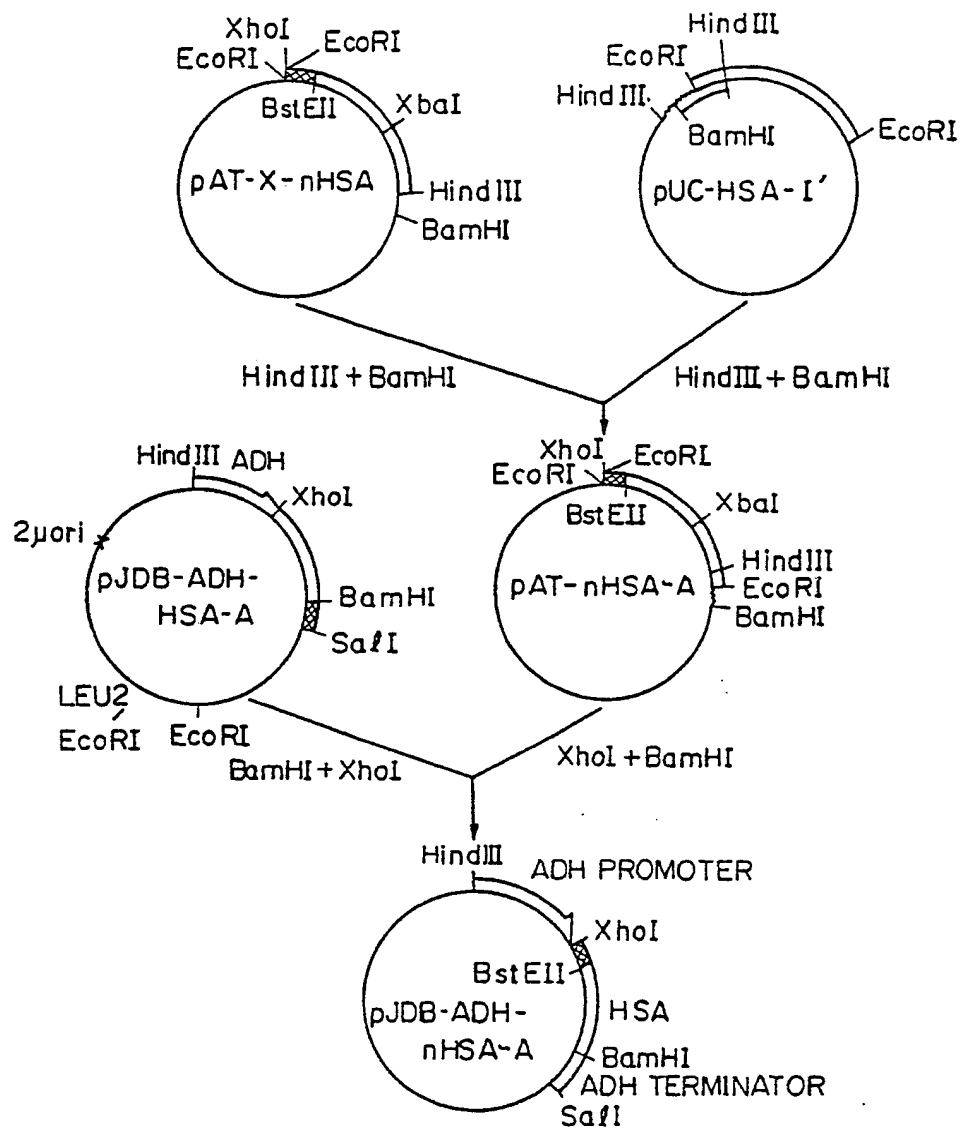 XhoI
EcoRI
EcoRI
BstEII
XbaI
pAT-X-nHSA
HindIII
BamHI
HindIII
EcoRI
HindIII
BamHI
EcoRI
pUC-HSA-I'
HindIII+BamHI
HindIII+BamHI
HindIII
ADH
XhoI
2μori
pJDB-ADH-
HSA-A
BamHI
SalI
LEU2
EcoRI
EcoRI
XhoI
EcoRI
EcoRI
BstEII
XbaI
pAT-nHSA-A
HindIII
EcoRI
BamHI
BamHI+XhoI
XhoI+BamHI
HindIII
ADH PROMOTER
XhoI
BstEII
pJDB-ADH-
nHSA-A
HSA
BamHI
ADH TERMINATOR
SalI